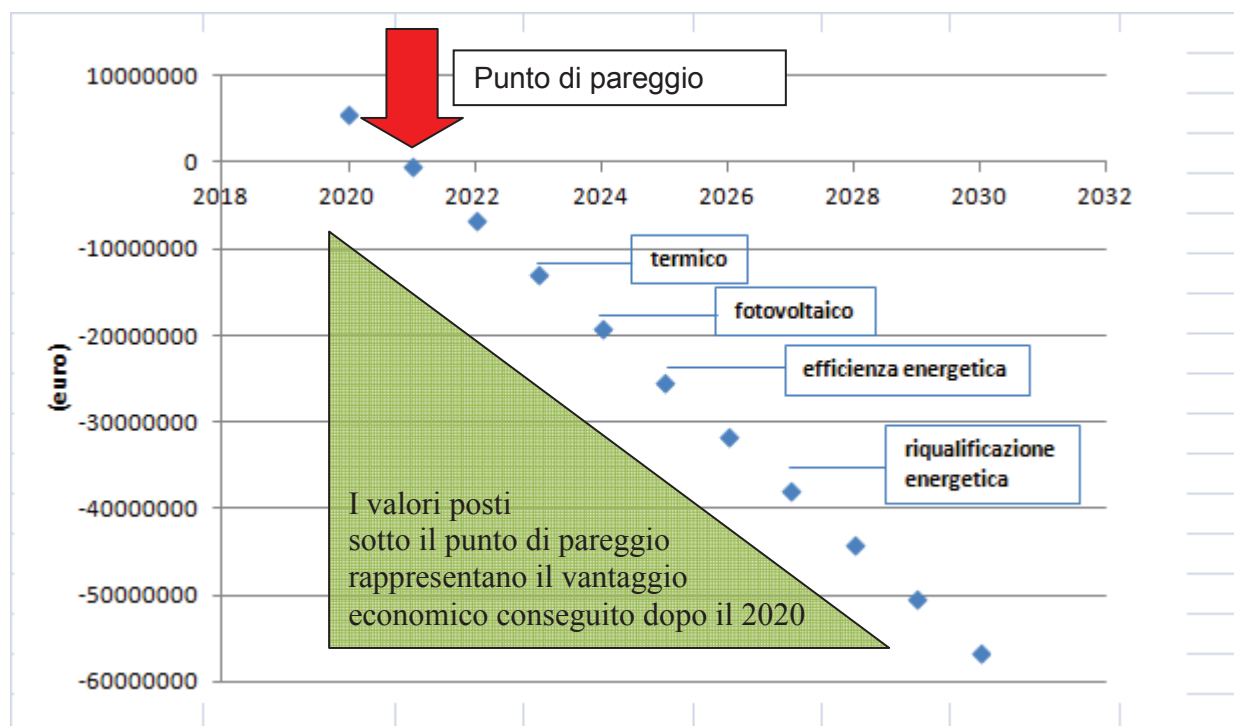 Punto di pareggio
10000000
0
2018 2020 2022 2024 2026 2028 2030 2032
-10000000
termico
fotovoltaico
-20000000
efficienza energetica
(euro)
-30000000
riqualificazione
energetica
-40000000
I valori posti
sotto il punto di pareggio
rappresentano il vantaggio
economico conseguito dopo il 2020
-50000000
-60000000